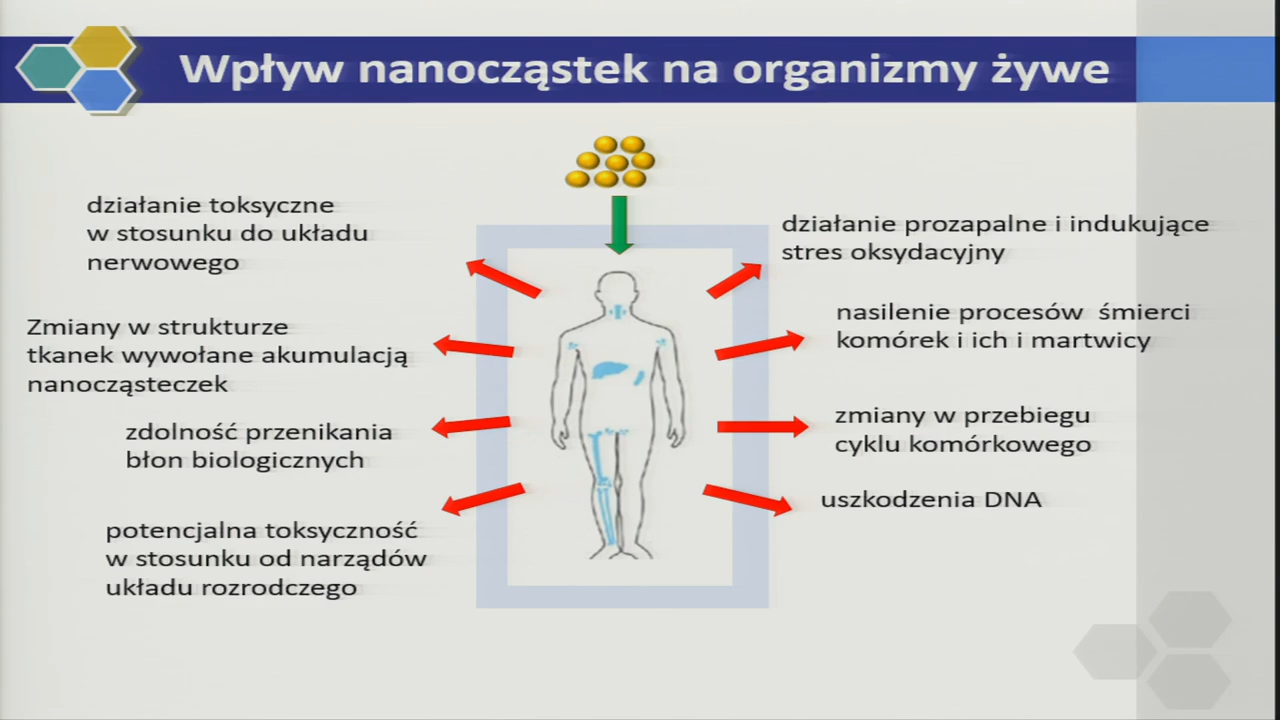 Wpływ nanocząstek na organizmy żywe
działanie toksyczne
w stosunku do układu
nerwowego
Zmiany w strukturze
tkanek wywołane akumulacją
nanocząsteczek
zdolność przenikania
błon biologicznych
potencjalna toksyczność
w stosunku od narządów
układu rozrodczego
działanie prozapalne i indukujące
stres oksydacyjny
nasilenie procesów śmierci
komórek i ich i martwicy
zmiany w przebiegu
cyklu komórkowego
uszkodzenia DNA